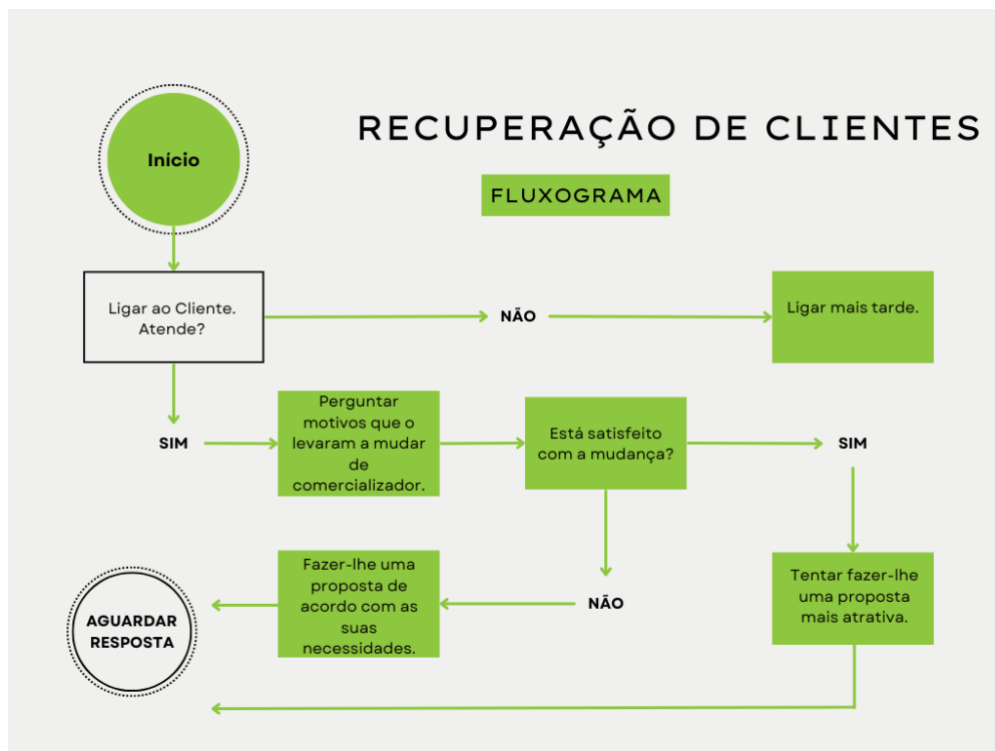 RECUPERAÇÃO DE CLIENTES
FLUXOGRAMA
Início
Ligar ao Cliente.
Atende?
NÃO
Ligar mais tarde.
SIM
Perguntar
motivos que o
levaram a mudar
de
comercializador.
Está satisfeito
com a mudança?
SIM
NÃO
Tentar fazer-lhe
uma proposta
mais atrativa.
Fazer-lhe uma
proposta de
acordo com as
suas
necessidades.
AGUARDAR
RESPOSTA